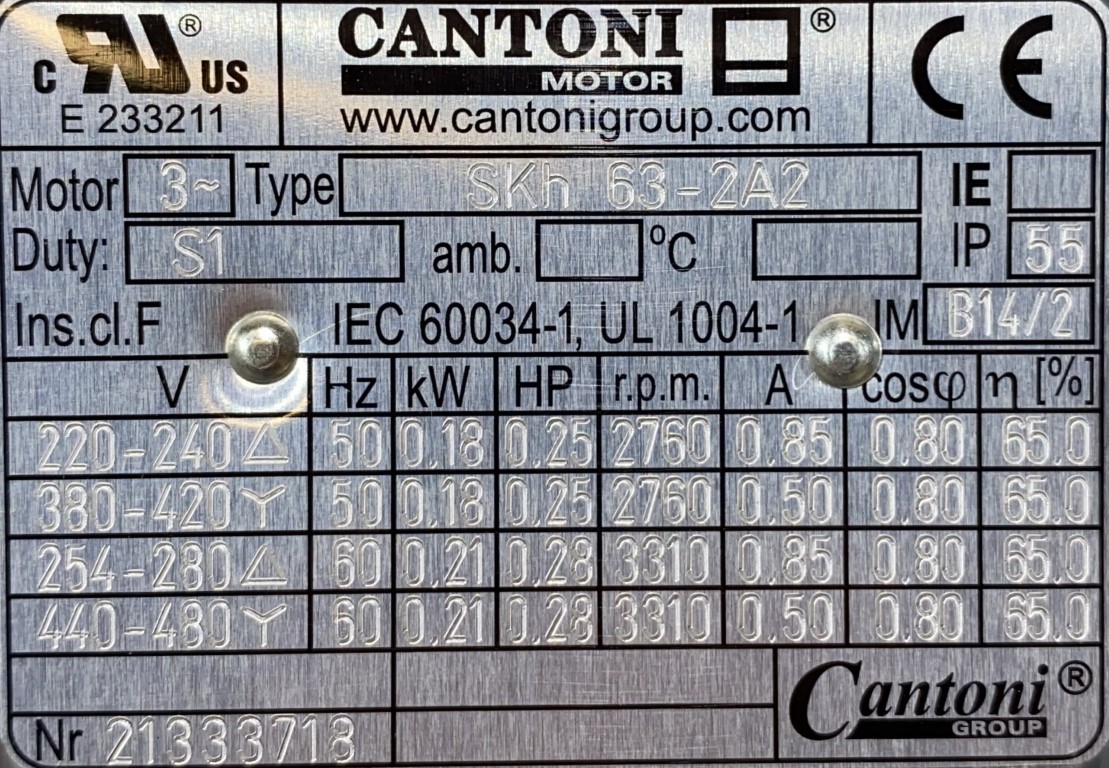 c RU ® US
E 233211
CANTONI ®
MOTOR
www.cantonigroup.com
CE
Motor 3~ Type SKh 63-2A2 IE
Duty: S1 amb. °C IP 55
Ins.cl.F IEC 60034-1, UL 1004-1 IM B14/2
V Hz kW HP r.p.m. A cosφ η [%]
220-240 △ 50 0.18 0.25 2760 0.85 0.80 65.0
380-420 Y 50 0.18 0.25 2760 0.50 0.80 65.0
254-280 △ 60 0.21 0.28 3310 0.85 0.80 65.0
440-480 Y 60 0.21 0.28 3310 0.50 0.80 65.0
Nr 21333718
Cantoni ®
GROUP